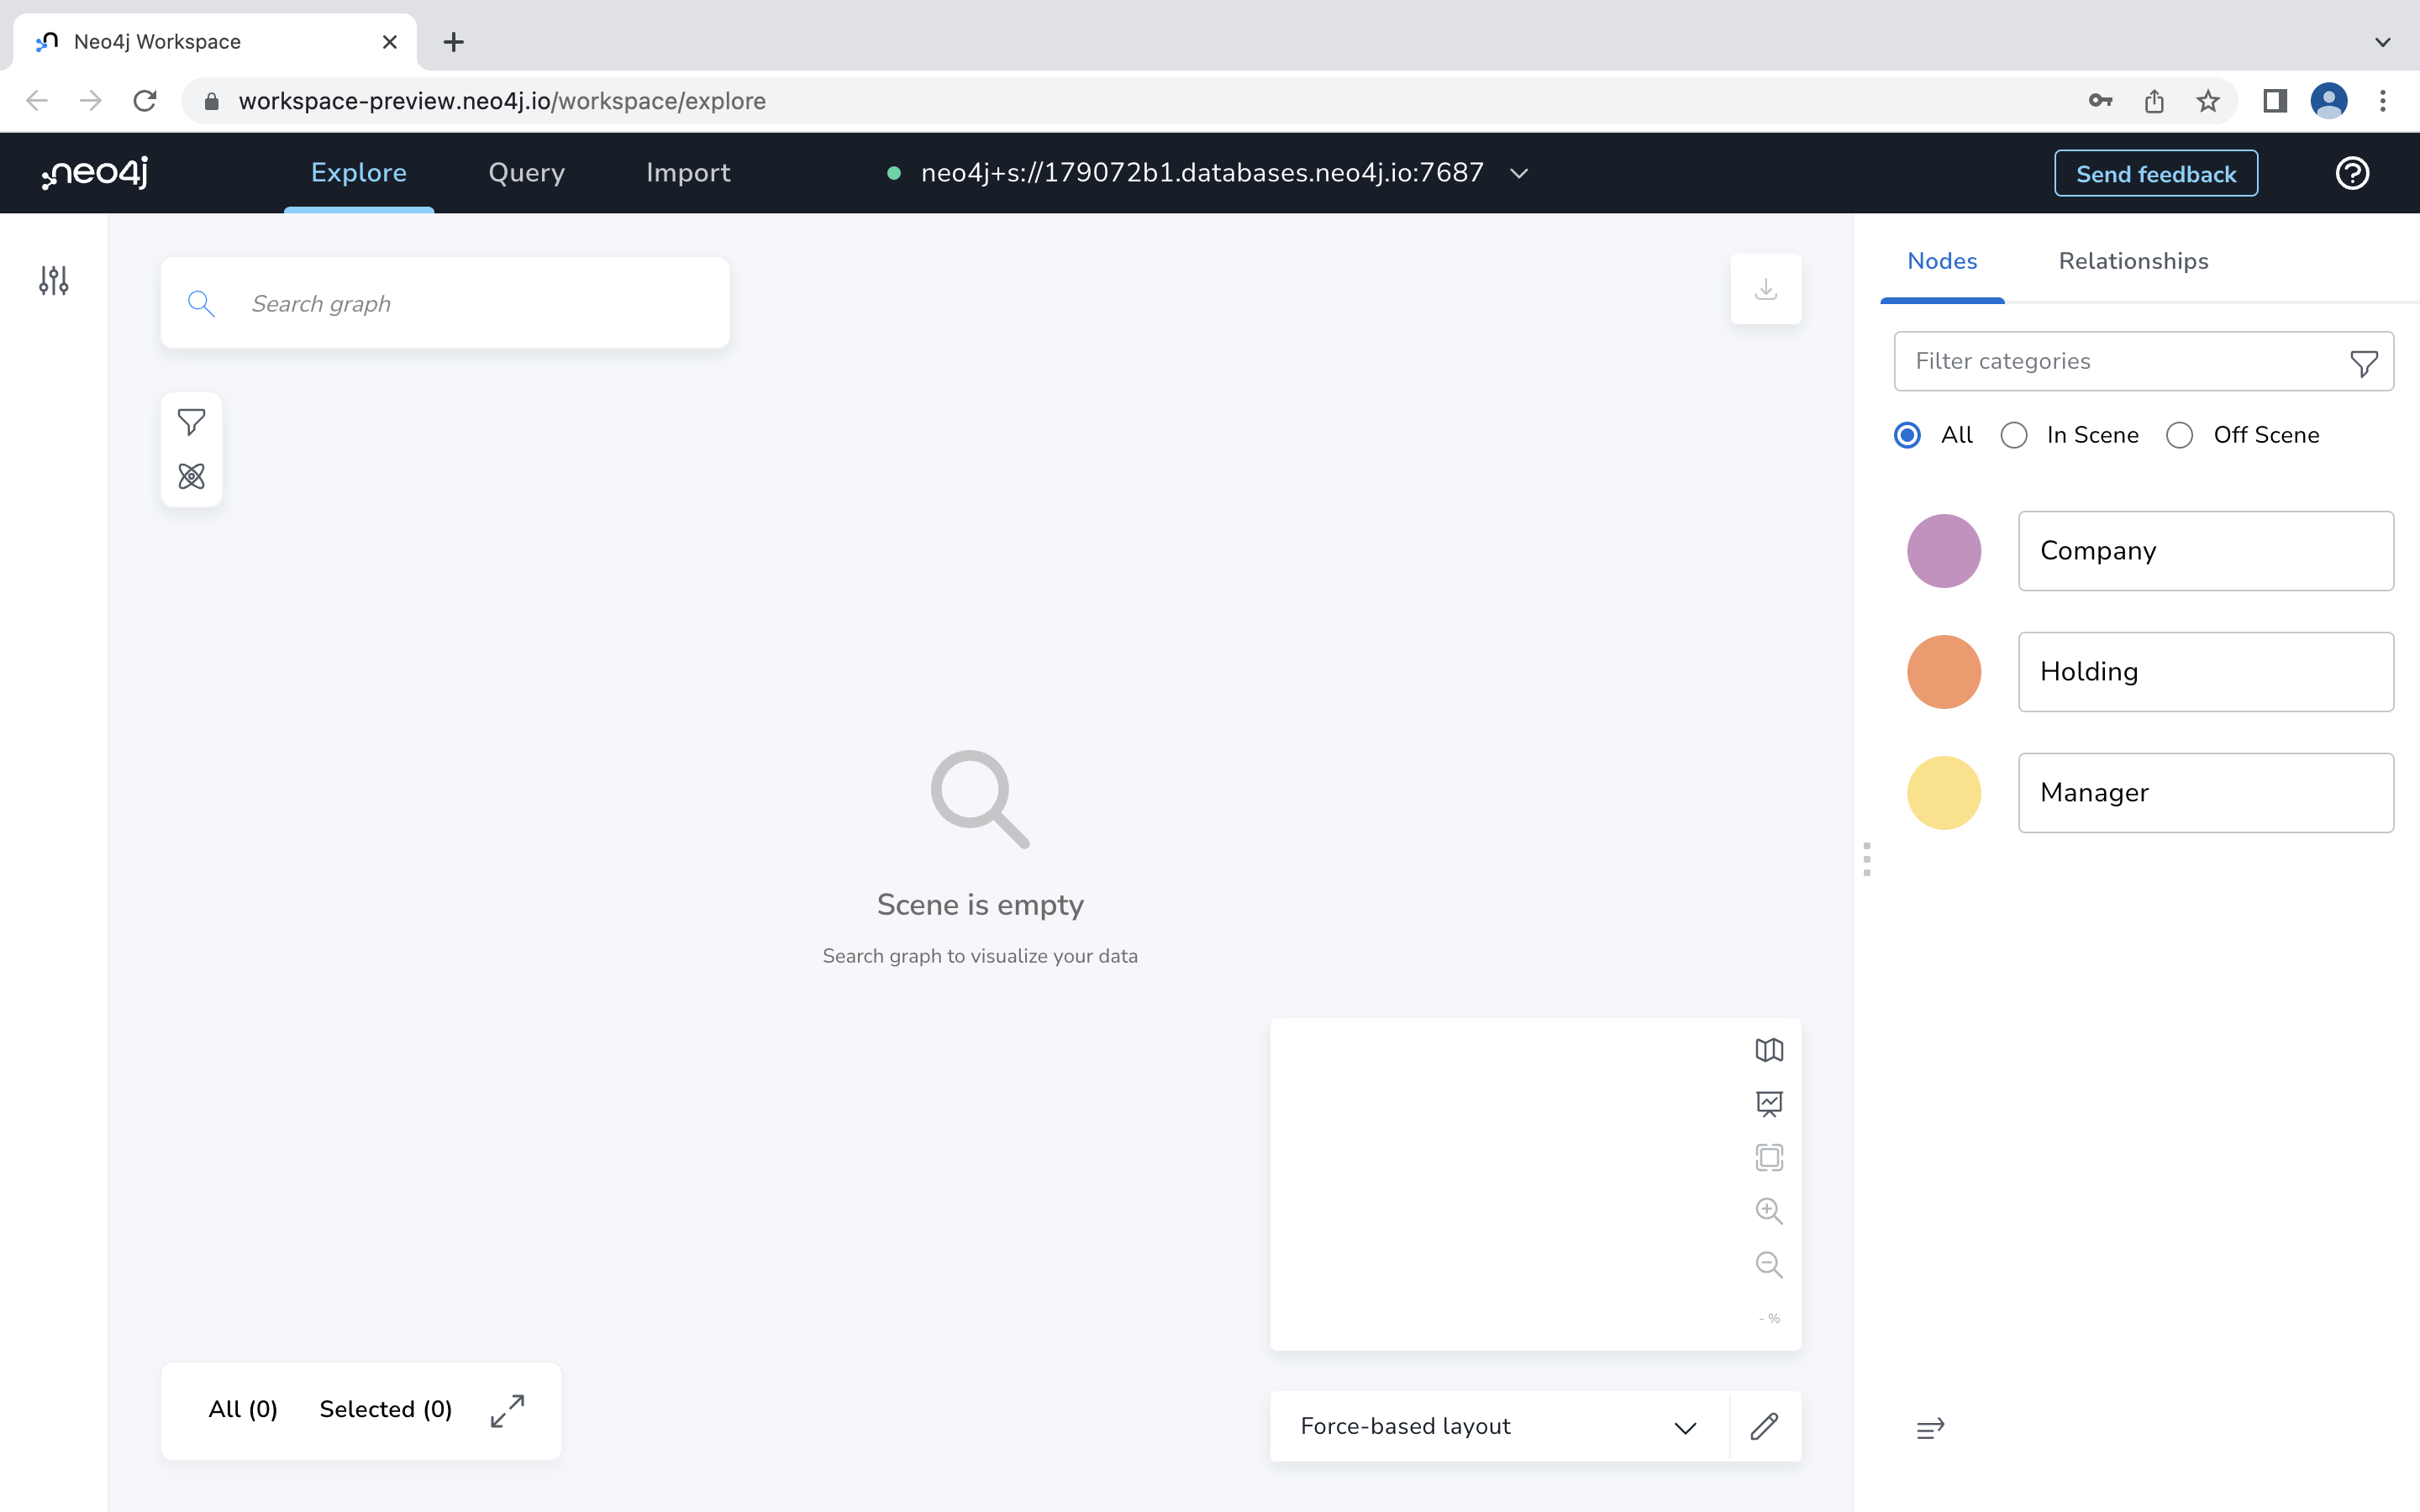 Neo4j Workspace
workspace-preview.neo4j.io/workspace/explore
neo4j
Explore
Query
Import
neo4j+s://179072b1.databases.neo4j.io:7687
Send feedback
Search graph
Nodes
Relationships
Filter categories
All
In Scene
Off Scene
Company
Holding
Manager
Scene is empty
Search graph to visualize your data
- %
All (0)
Selected (0)
Force-based layout